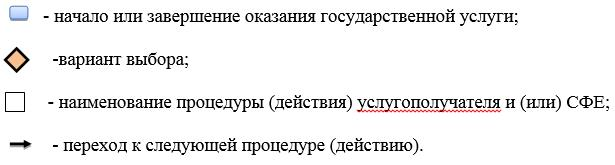 - начало или завершение оказания государственной услуги;
-вариант выбора;
- наименование процедуры (действия) услугополучателя и (или) СФЕ;
- переход к следующей процедуре (действию).